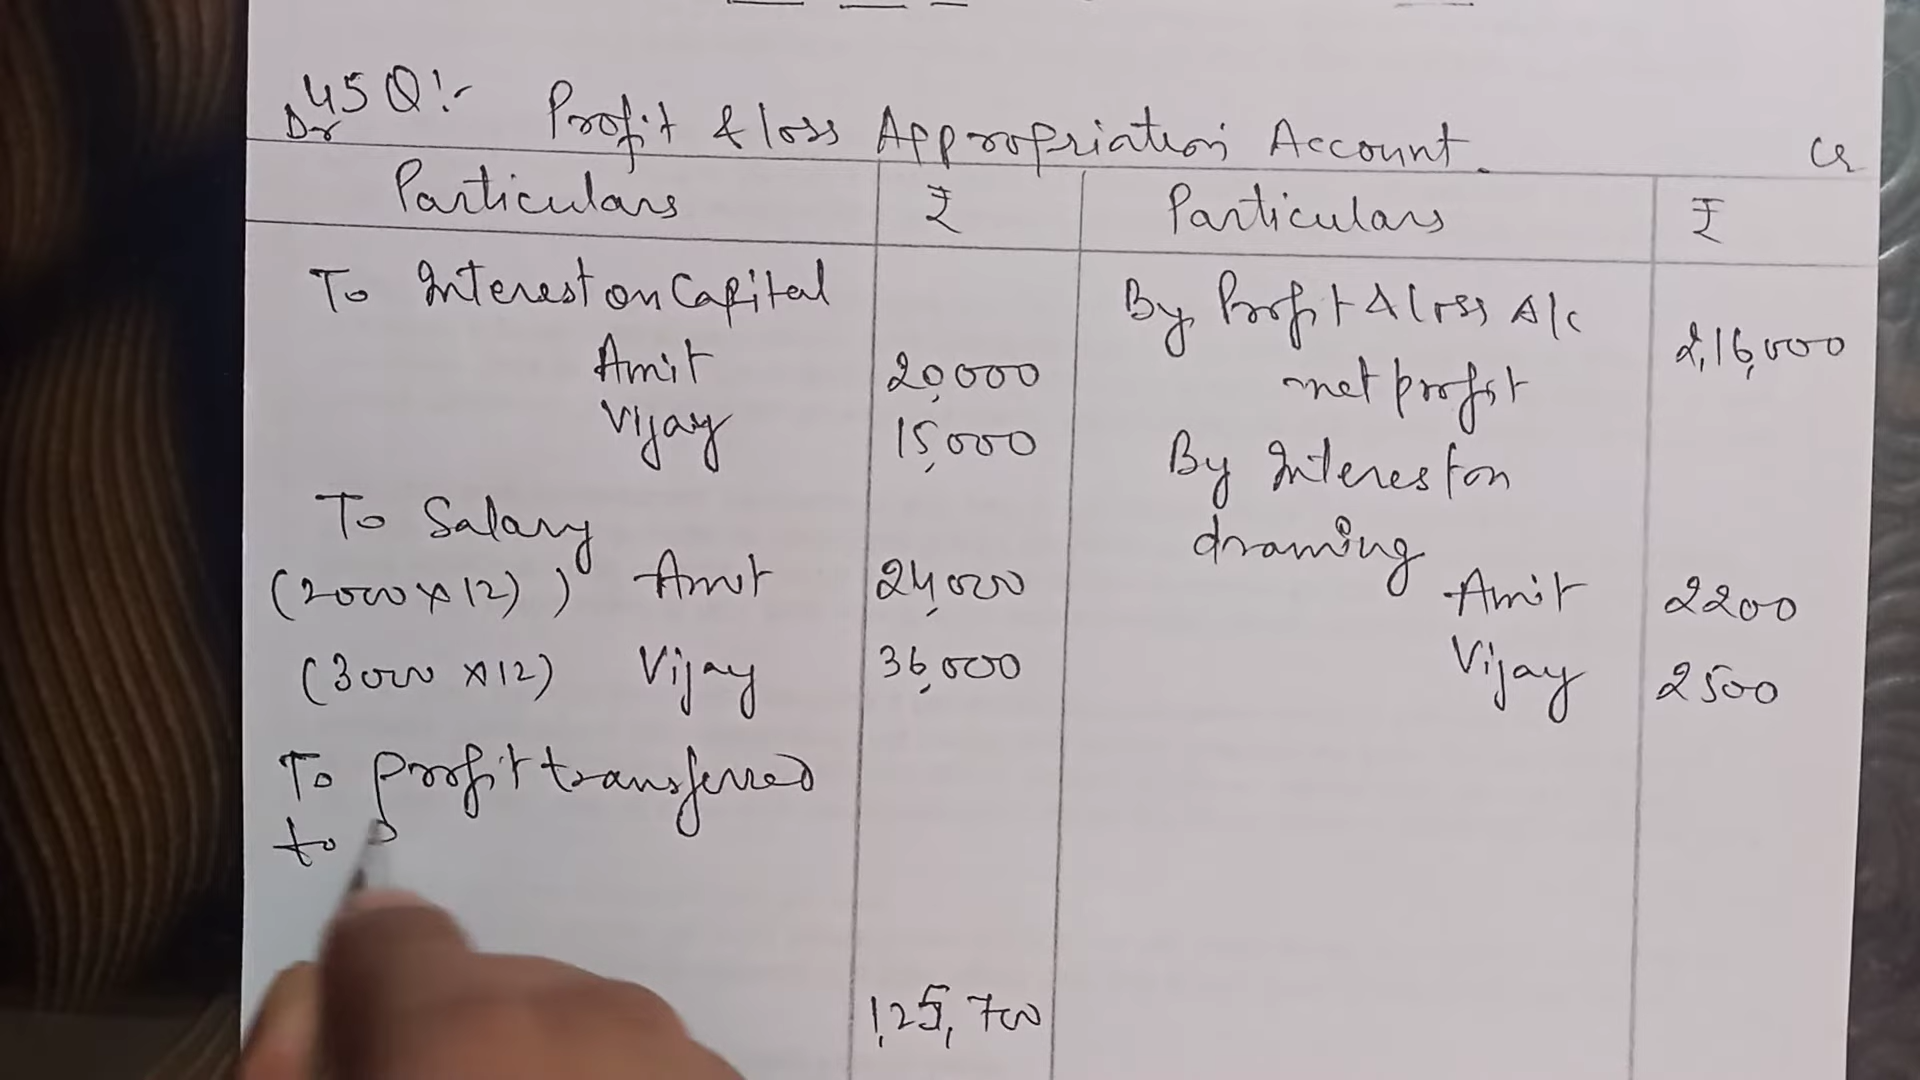 45 Q:-
Dr Profit & loss Appropriation Account. Cr
Particulars ₹ Particulars ₹
To Interest on Capital
Amit 20,000
Vijay 15,000
To Salary
(2000 × 12) ) Amit 24,000
(3000 × 12) Vijay 36,000
To Profit transferred
to
1,25,700
By Profit & loss A/c
net profit 2,16,000
By Interest on
drawing
Amit 2200
Vijay 2500